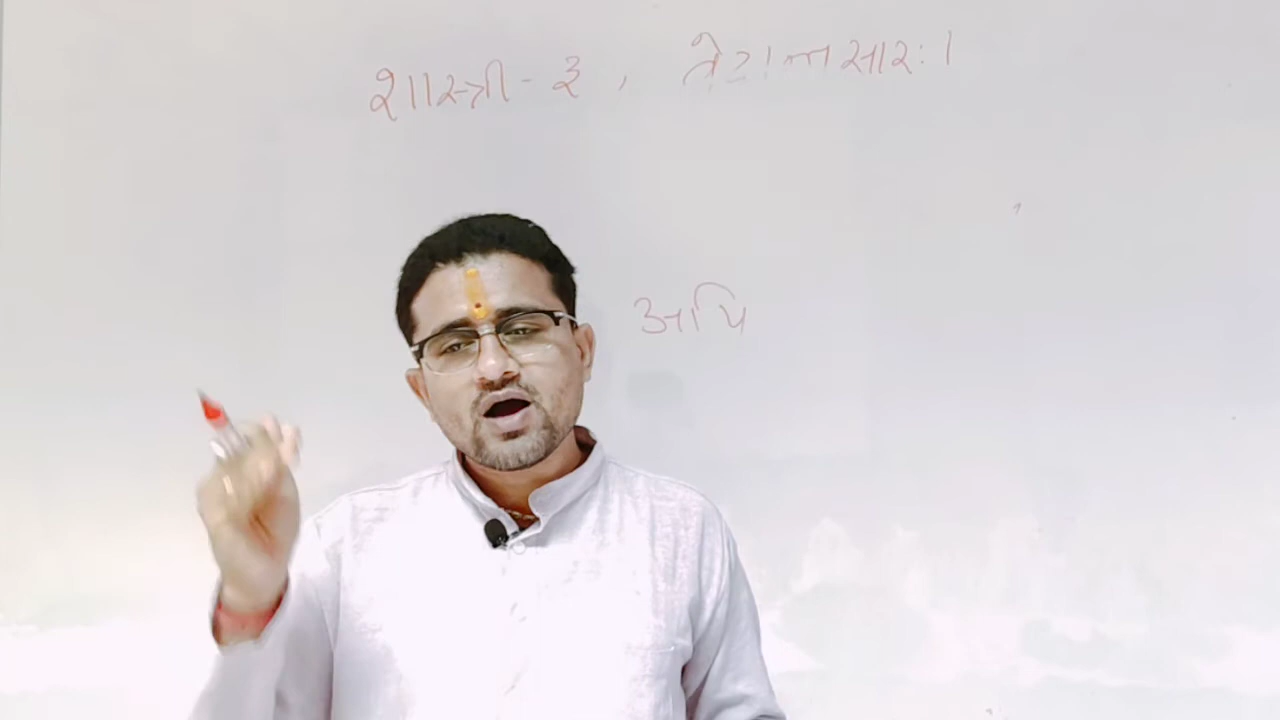 शास्त्री - ३ , वेदान्तसारः ।
अपि